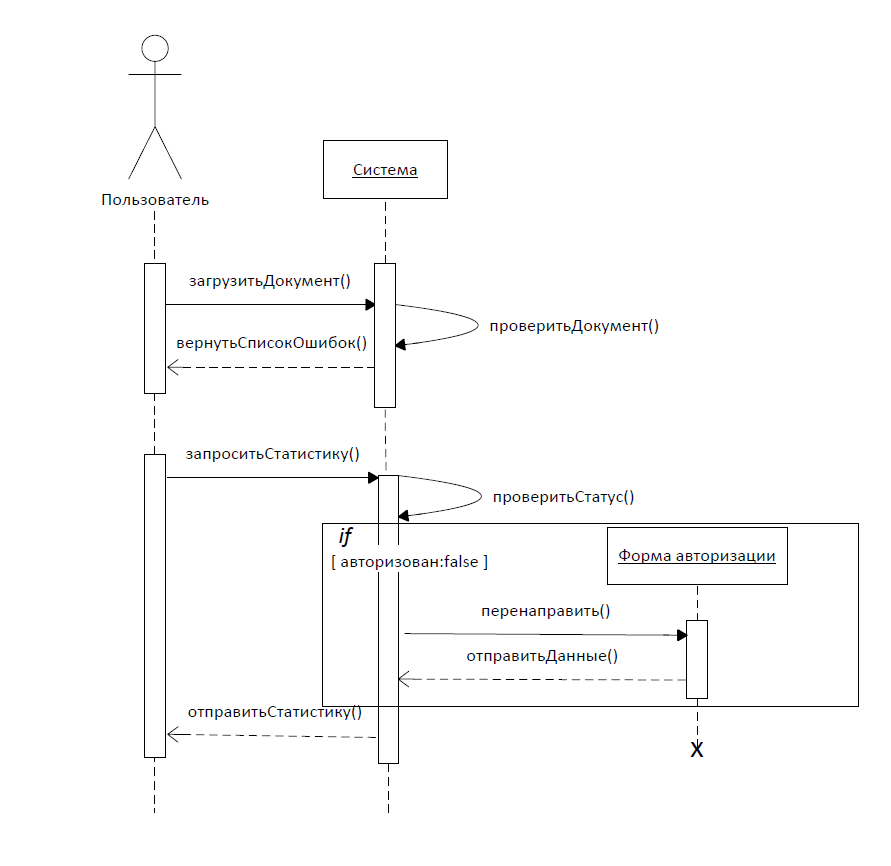 Пользователь
Система
загрузитьДокумент()
проверитьДокумент()
вернутьСписокОшибок()
запроситьСтатистику()
проверитьСтатус()
if
[ авторизован:false ]
Форма авторизации
перенаправить()
отправитьДанные()
отправитьСтатистику()
X